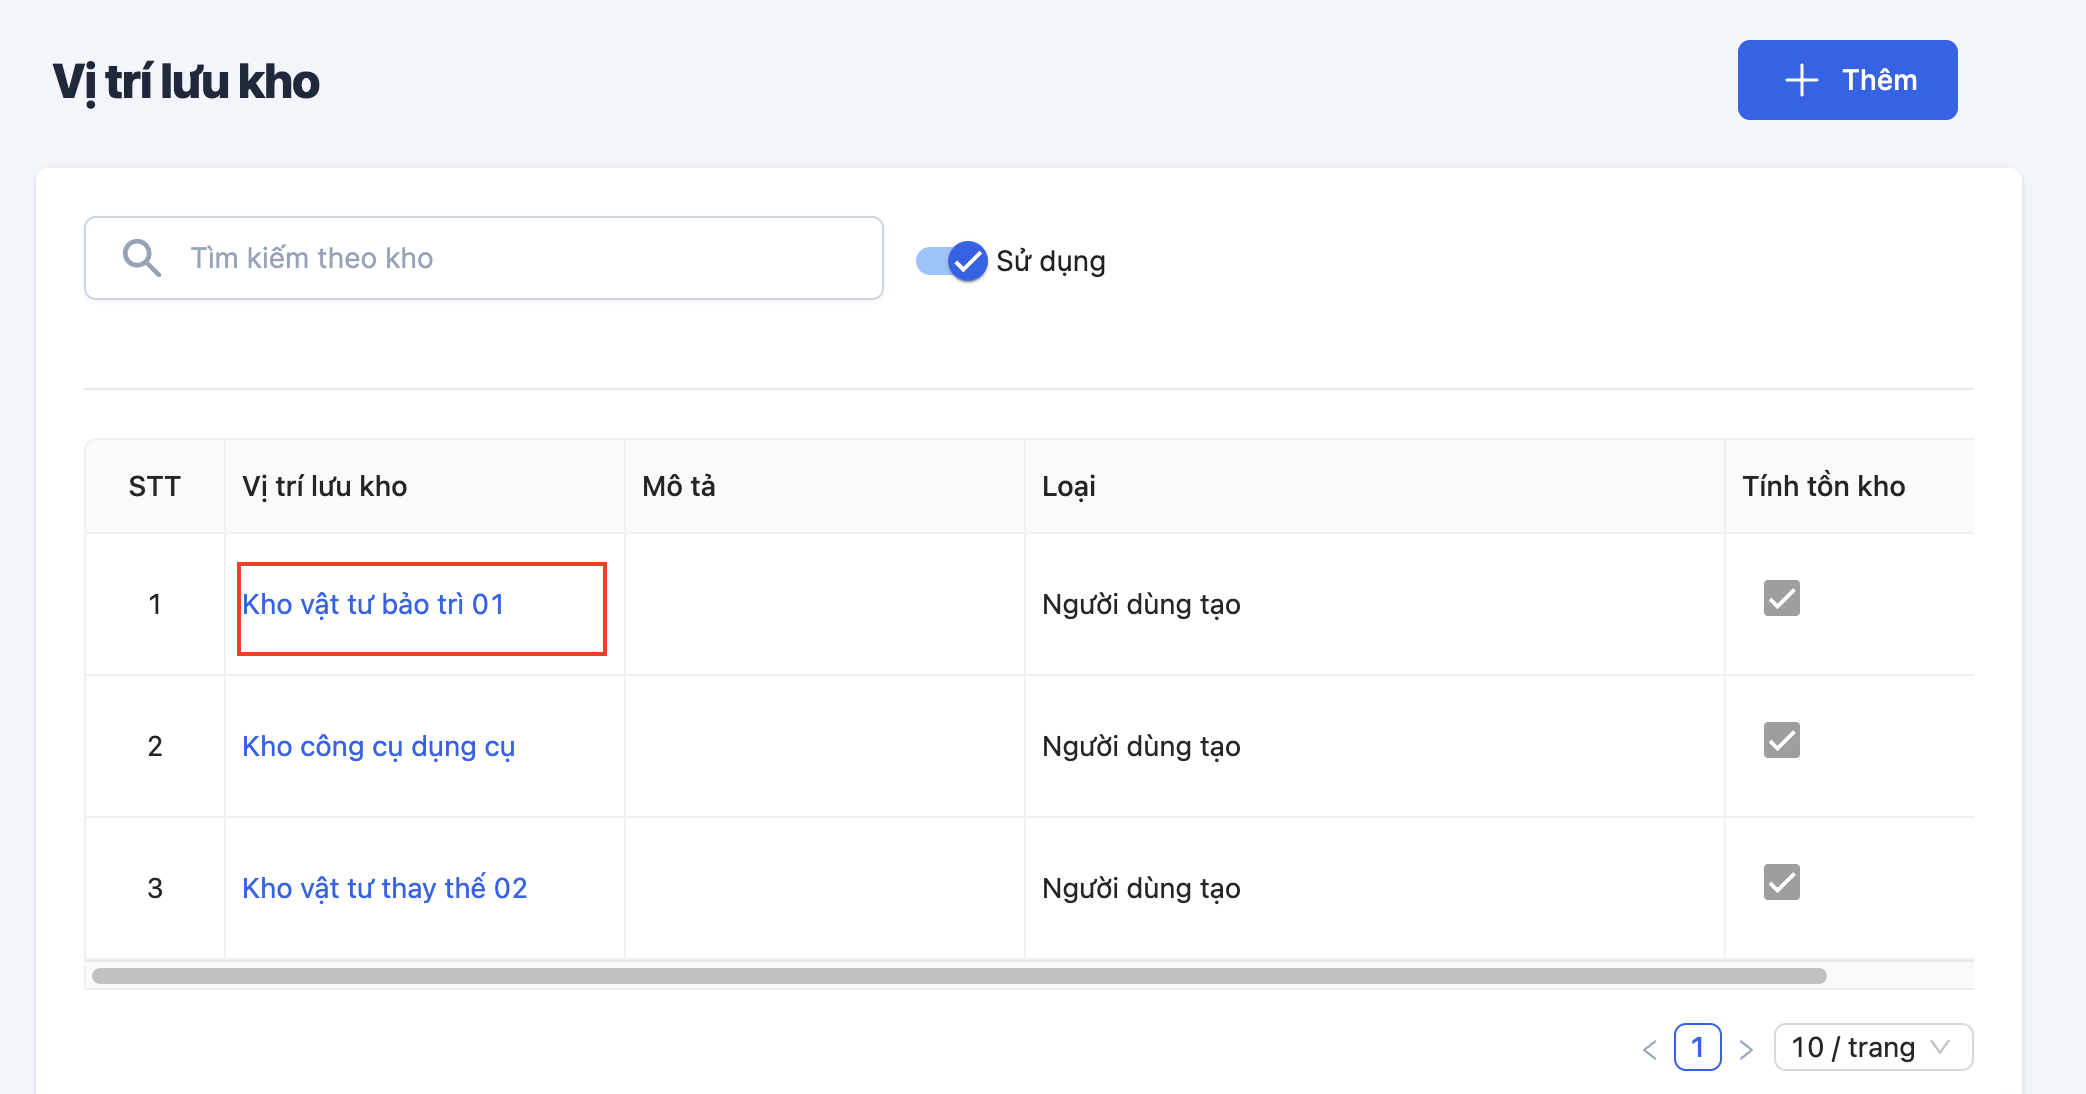 Vị trí lưu kho
Thêm
Tìm kiếm theo kho
Sử dụng
STT Vị trí lưu kho Mô tả Loại Tính tồn kho
1 Kho vật tư bảo trì 01 Người dùng tạo
2 Kho công cụ dụng cụ Người dùng tạo
3 Kho vật tư thay thế 02 Người dùng tạo
1 10 / trang